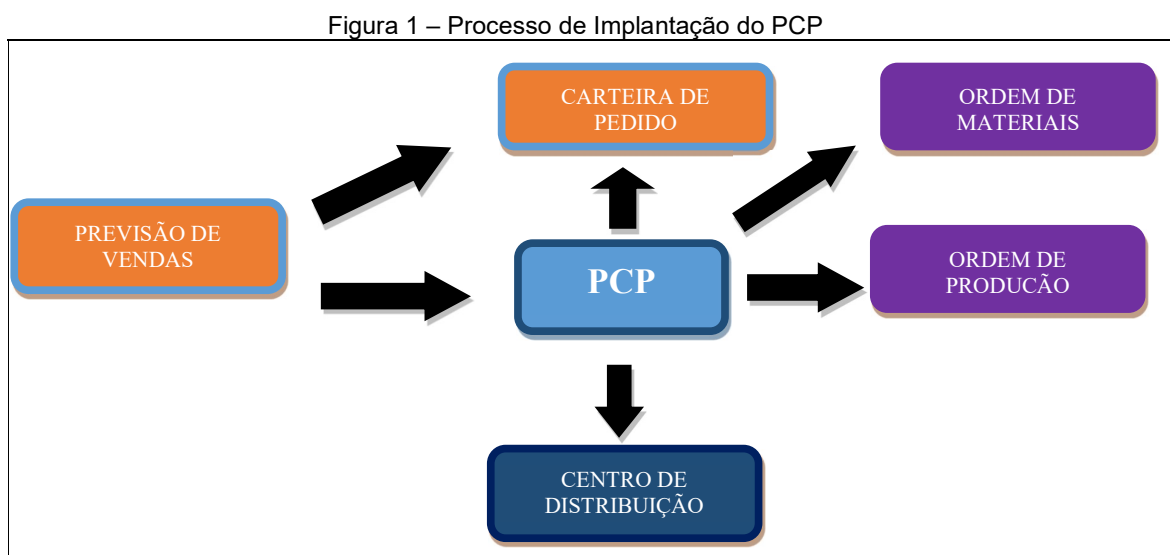 Figura 1 – Processo de Implantação do PCP
CARTEIRA DE
PEDIDO
ORDEM DE
MATERIAIS
PREVISÃO DE
VENDAS
PCP
ORDEM DE
PRODUCÃO
CENTRO DE
DISTRIBUIÇÃO